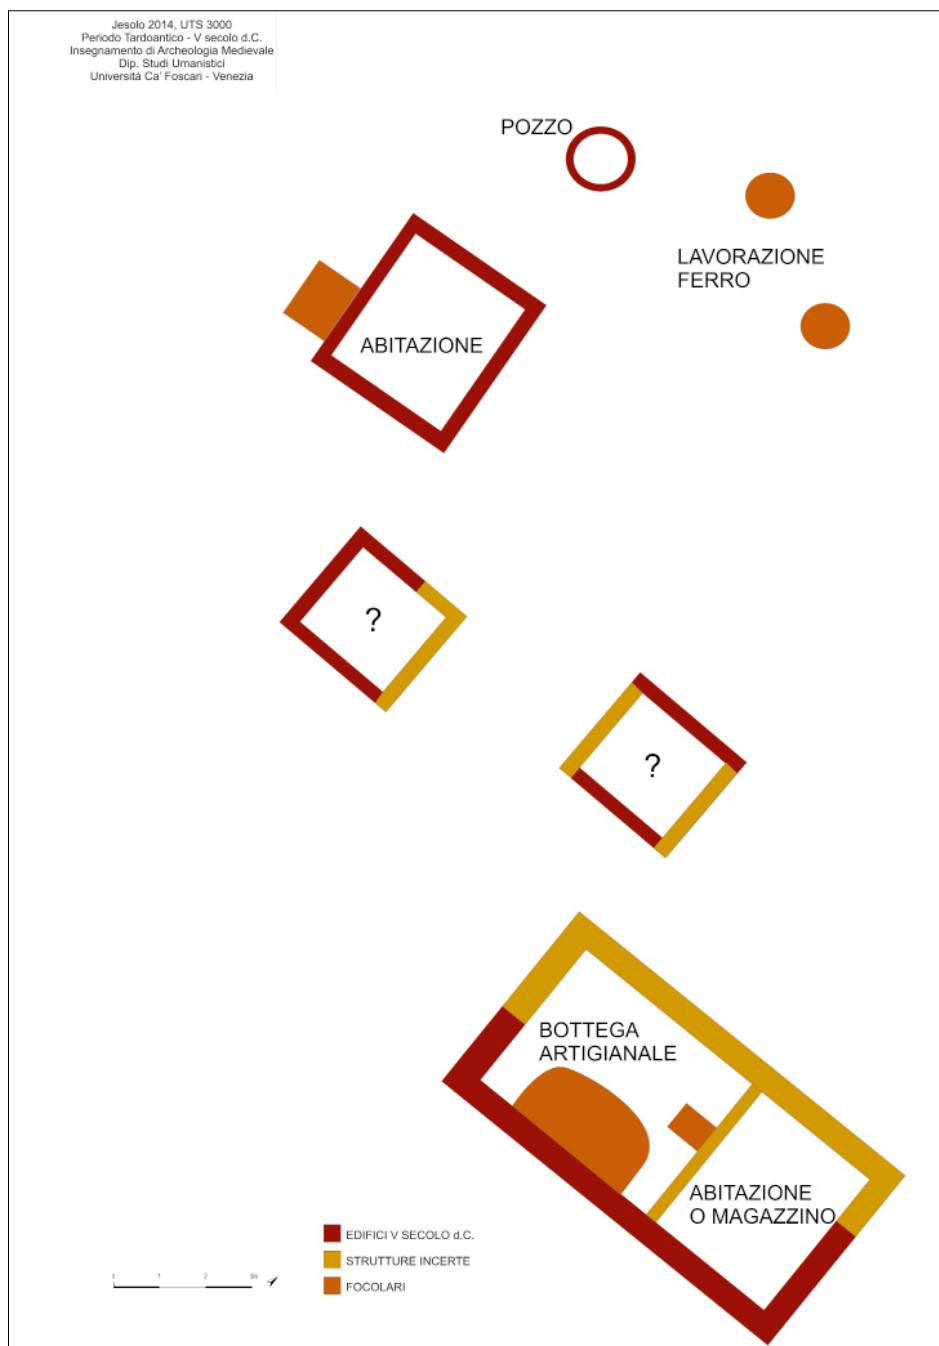 Jesolo 2014, UTS 3000
Periodo Tardoantico - V secolo d.C.
Insegnamento di Archeologia Medievale
Dip. Studi Umanistici
Università Ca' Foscari - Venezia
POZZO
LAVORAZIONE
FERRO
ABITAZIONE
?
?
BOTTEGA
ARTIGIANALE
ABITAZIONE
O MAGAZZINO
EDIFICI V SECOLO d.C.
STRUTTURE INCERTE
FOCOLARI
0 1 2 3m